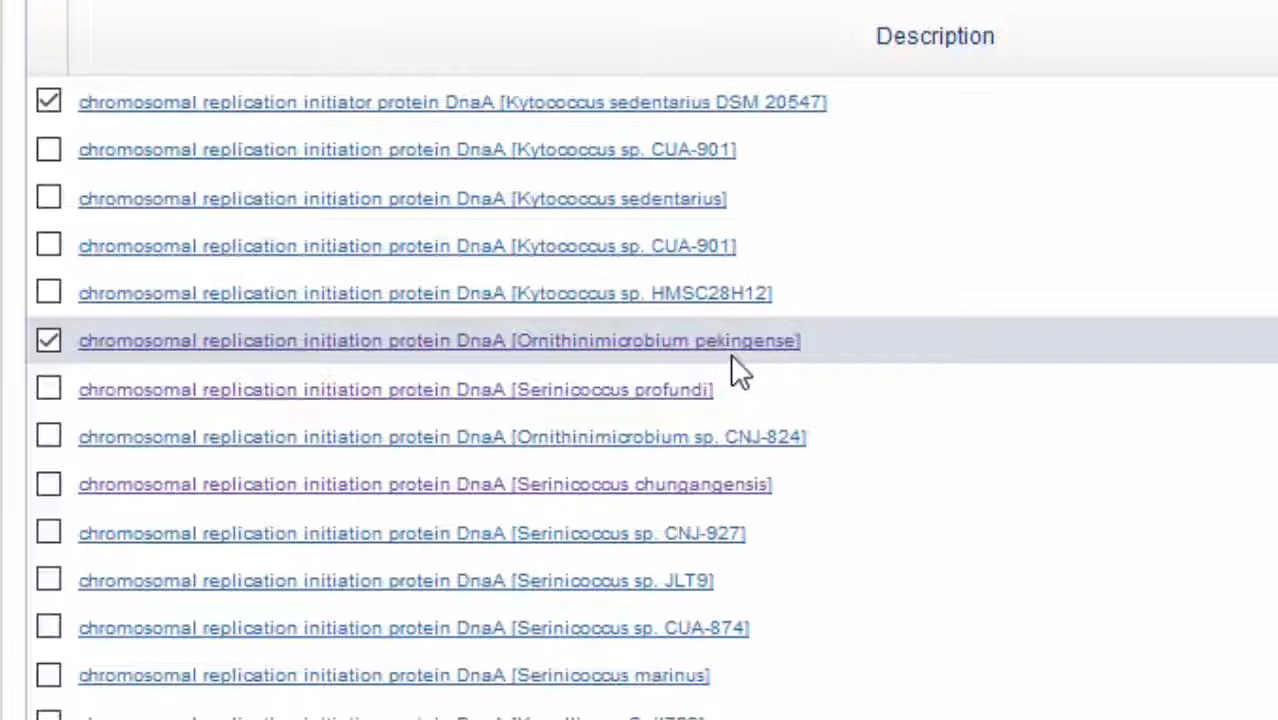 Description
chromosomal replication initiator protein DnaA [Kytococcus sedentarius DSM 20547]
chromosomal replication initiation protein DnaA [Kytococcus sp. CUA-901]
chromosomal replication initiation protein DnaA [Kytococcus sedentarius]
chromosomal replication initiation protein DnaA [Kytococcus sp. CUA-901]
chromosomal replication initiation protein DnaA [Kytococcus sp. HMSC28H12]
chromosomal replication initiation protein DnaA [Ornithinimicrobium pekingense]
chromosomal replication initiation protein DnaA [Serinicoccus profundi]
chromosomal replication initiation protein DnaA [Ornithinimicrobium sp. CNJ-824]
chromosomal replication initiation protein DnaA [Serinicoccus chungangensis]
chromosomal replication initiation protein DnaA [Serinicoccus sp. CNJ-927]
chromosomal replication initiation protein DnaA [Serinicoccus sp. JLT9]
chromosomal replication initiation protein DnaA [Serinicoccus sp. CUA-874]
chromosomal replication initiation protein DnaA [Serinicoccus marinus]
chromosomal replication initiation protein DnaA